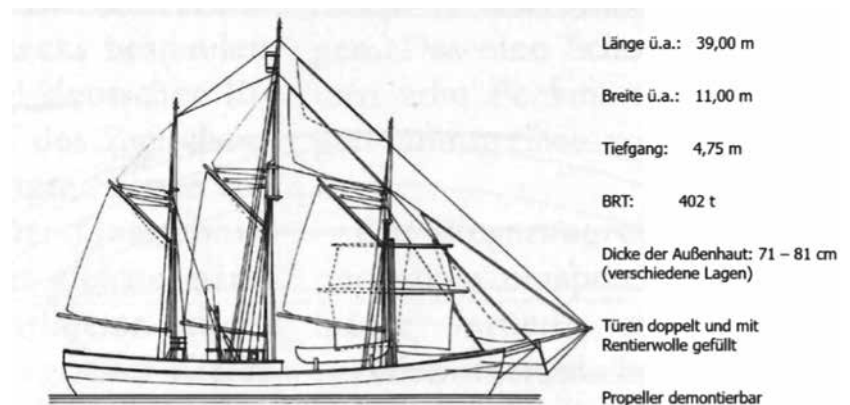 Länge ü.a.: 39,00 m
Breite ü.a.: 11,00 m
Tiefgang: 4,75 m
BRT: 402 t
Dicke der Außenhaut: 71 – 81 cm
(verschiedene Lagen)
Türen doppelt und mit
Rentierwolle gefüllt
Propeller demontierbar